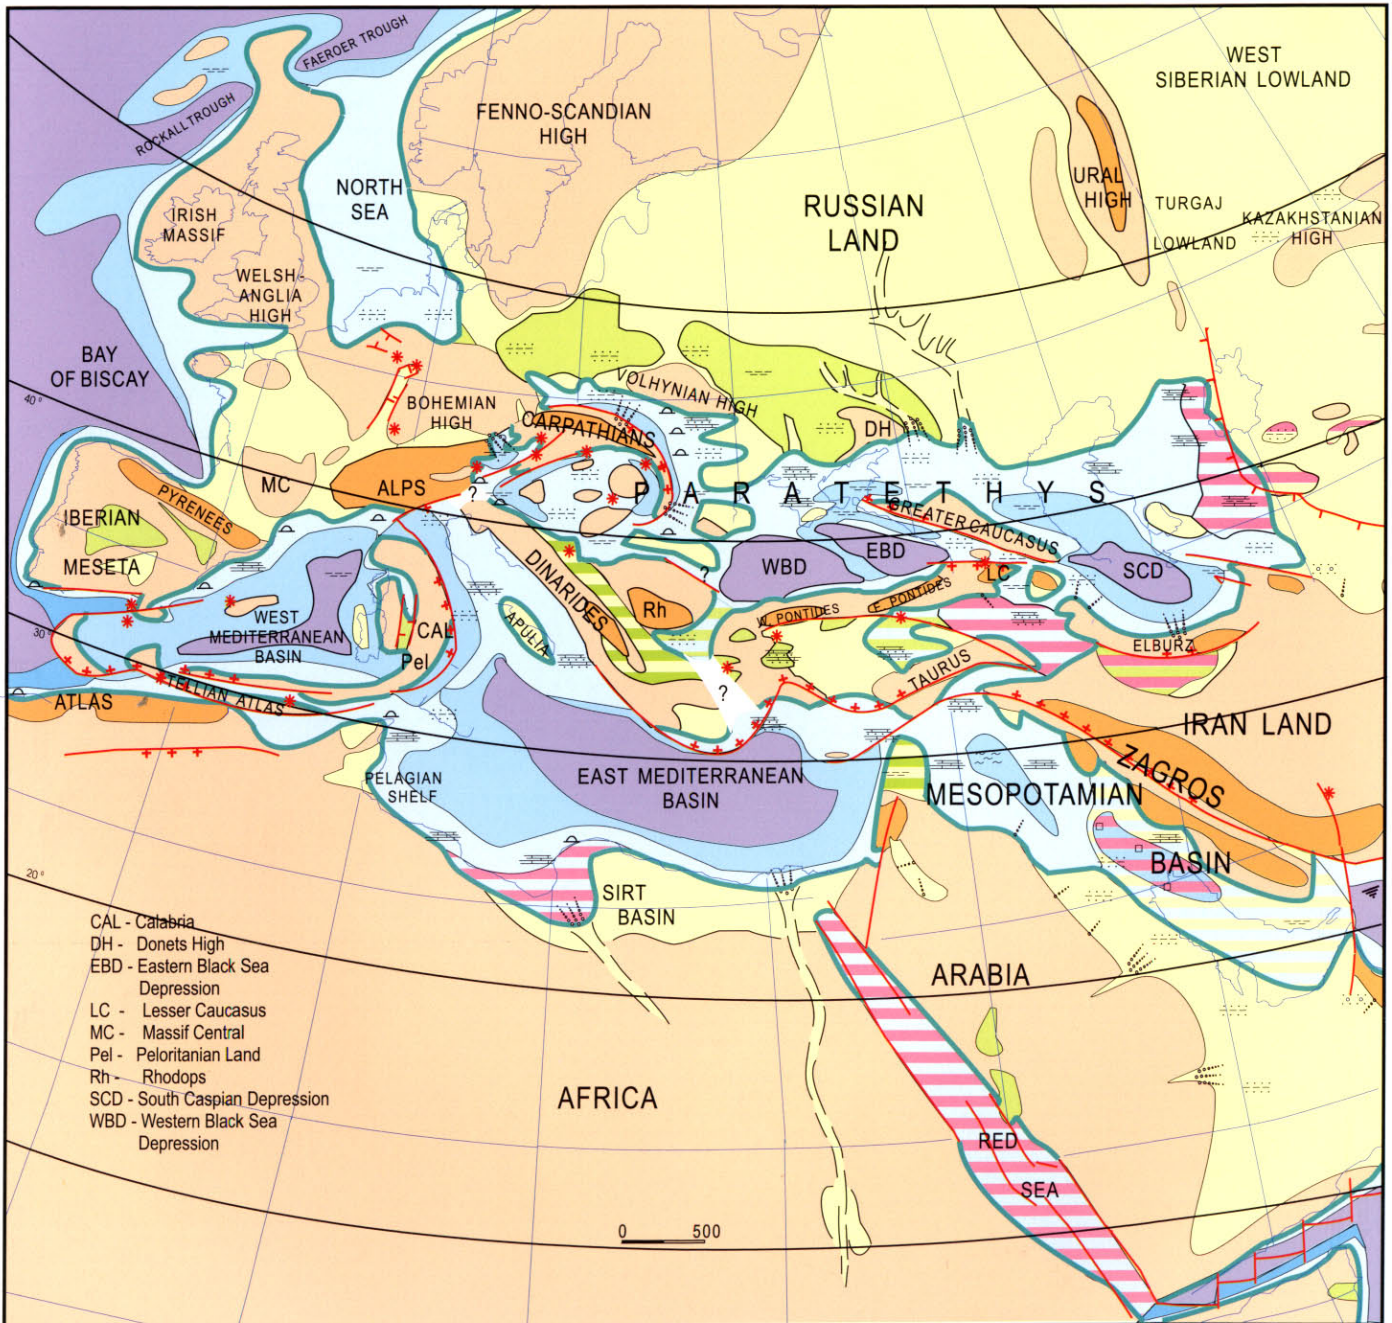 FAEROER TROUGH
ROCKALL TROUGH
FENNO-SCANDIAN
HIGH
WEST
SIBERIAN LOWLAND
NORTH
SEA
IRISH
MASSIF
RUSSIAN
LAND
URAL
HIGH
TURGAJ
LOWLAND
KAZAKHSTANIAN
HIGH
WELSH-
ANGLIA
HIGH
BAY
OF BISCAY
40°
VOLHYNIAN HIGH
BOHEMIAN
HIGH
CARPATHIANS
DH
MC
ALPS
?
PARATETHYS
PYRENEES
IBERIAN
MESETA
GREATER CAUCASUS
EBD
WBD
?
LC
SCD
DINARIDES
Rh
W. PONTIDES
E. PONTIDES
WEST
MEDITERRANEAN
BASIN
CAL
Pel
APULIA
30°
ELBURZ
TAURUS
?
TELLIAN ATLAS
ATLAS
IRAN LAND
ZAGROS
PELAGIAN
SHELF
EAST MEDITERRANEAN
BASIN
MESOPOTAMIAN
BASIN
20°
SIRT
BASIN
CAL - Calabria
DH - Donets High
EBD - Eastern Black Sea
Depression
LC - Lesser Caucasus
MC - Massif Central
Pel - Peloritanian Land
Rh - Rhodops
SCD - South Caspian Depression
WBD - Western Black Sea
Depression
ARABIA
AFRICA
RED
SEA
0 500